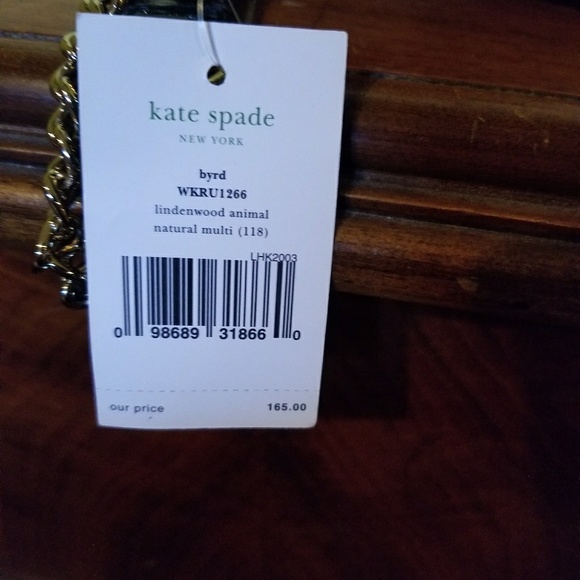 kate spade
NEW YORK
byrd
WKRU1266
lindenwood animal
natural multi (118)
LHK2003
0 98689 31866 0
our price 165.00